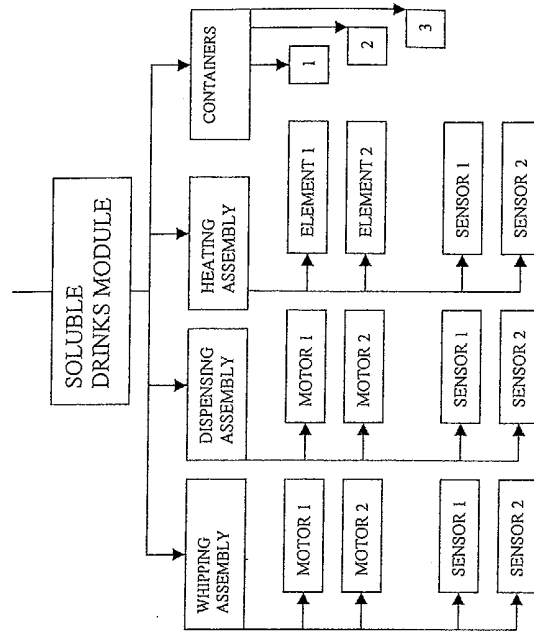 SOLUBLE
DRINKS MODULE
WHIPPING
ASSEMBLY
MOTOR 1
MOTOR 2
SENSOR 1
SENSOR 2
DISPENSING
ASSEMBLY
MOTOR 1
MOTOR 2
SENSOR 1
SENSOR 2
HEATING
ASSEMBLY
ELEMENT 1
ELEMENT 2
SENSOR 1
SENSOR 2
CONTAINERS
1
2
3